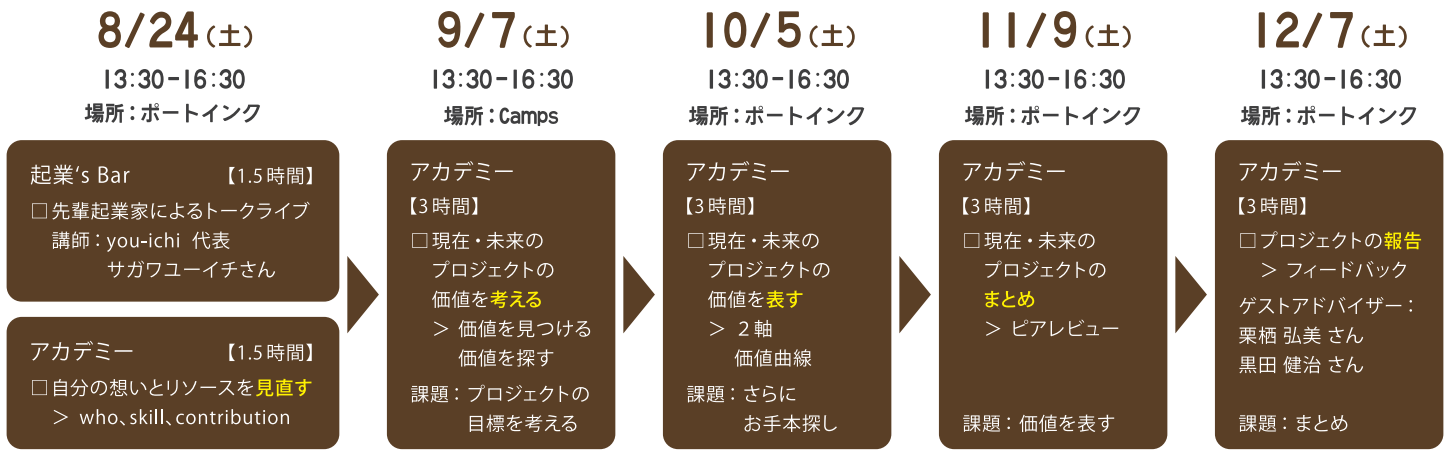 8/24(土)
13:30-16:30
場所：ポートインク
起業‘s Bar 【1.5時間】
□先輩起業家によるトークライブ
講師：you-ichi 代表
サガワユーイチさん
アカデミー 【1.5時間】
□自分の想いとリソースを見直す
＞ who、skill、contribution
9/7(土)
13:30-16:30
場所：Camps
アカデミー
【3時間】
□現在・未来の
プロジェクトの
価値を考える
＞ 価値を見つける
価値を探す
課題：プロジェクトの
目標を考える
10/5(土)
13:30-16:30
場所：ポートインク
アカデミー
【3時間】
□現在・未来の
プロジェクトの
価値を表す
＞ 2軸
価値曲線
課題：さらに
お手本探し
11/9(土)
13:30-16:30
場所：ポートインク
アカデミー
【3時間】
□現在・未来の
プロジェクトの
まとめ
＞ ピアレビュー
課題：価値を表す
12/7(土)
13:30-16:30
場所：ポートインク
アカデミー
【3時間】
□プロジェクトの報告
＞ フィードバック
ゲストアドバイザー：
栗栖 弘美 さん
黒田 健治 さん
課題：まとめ